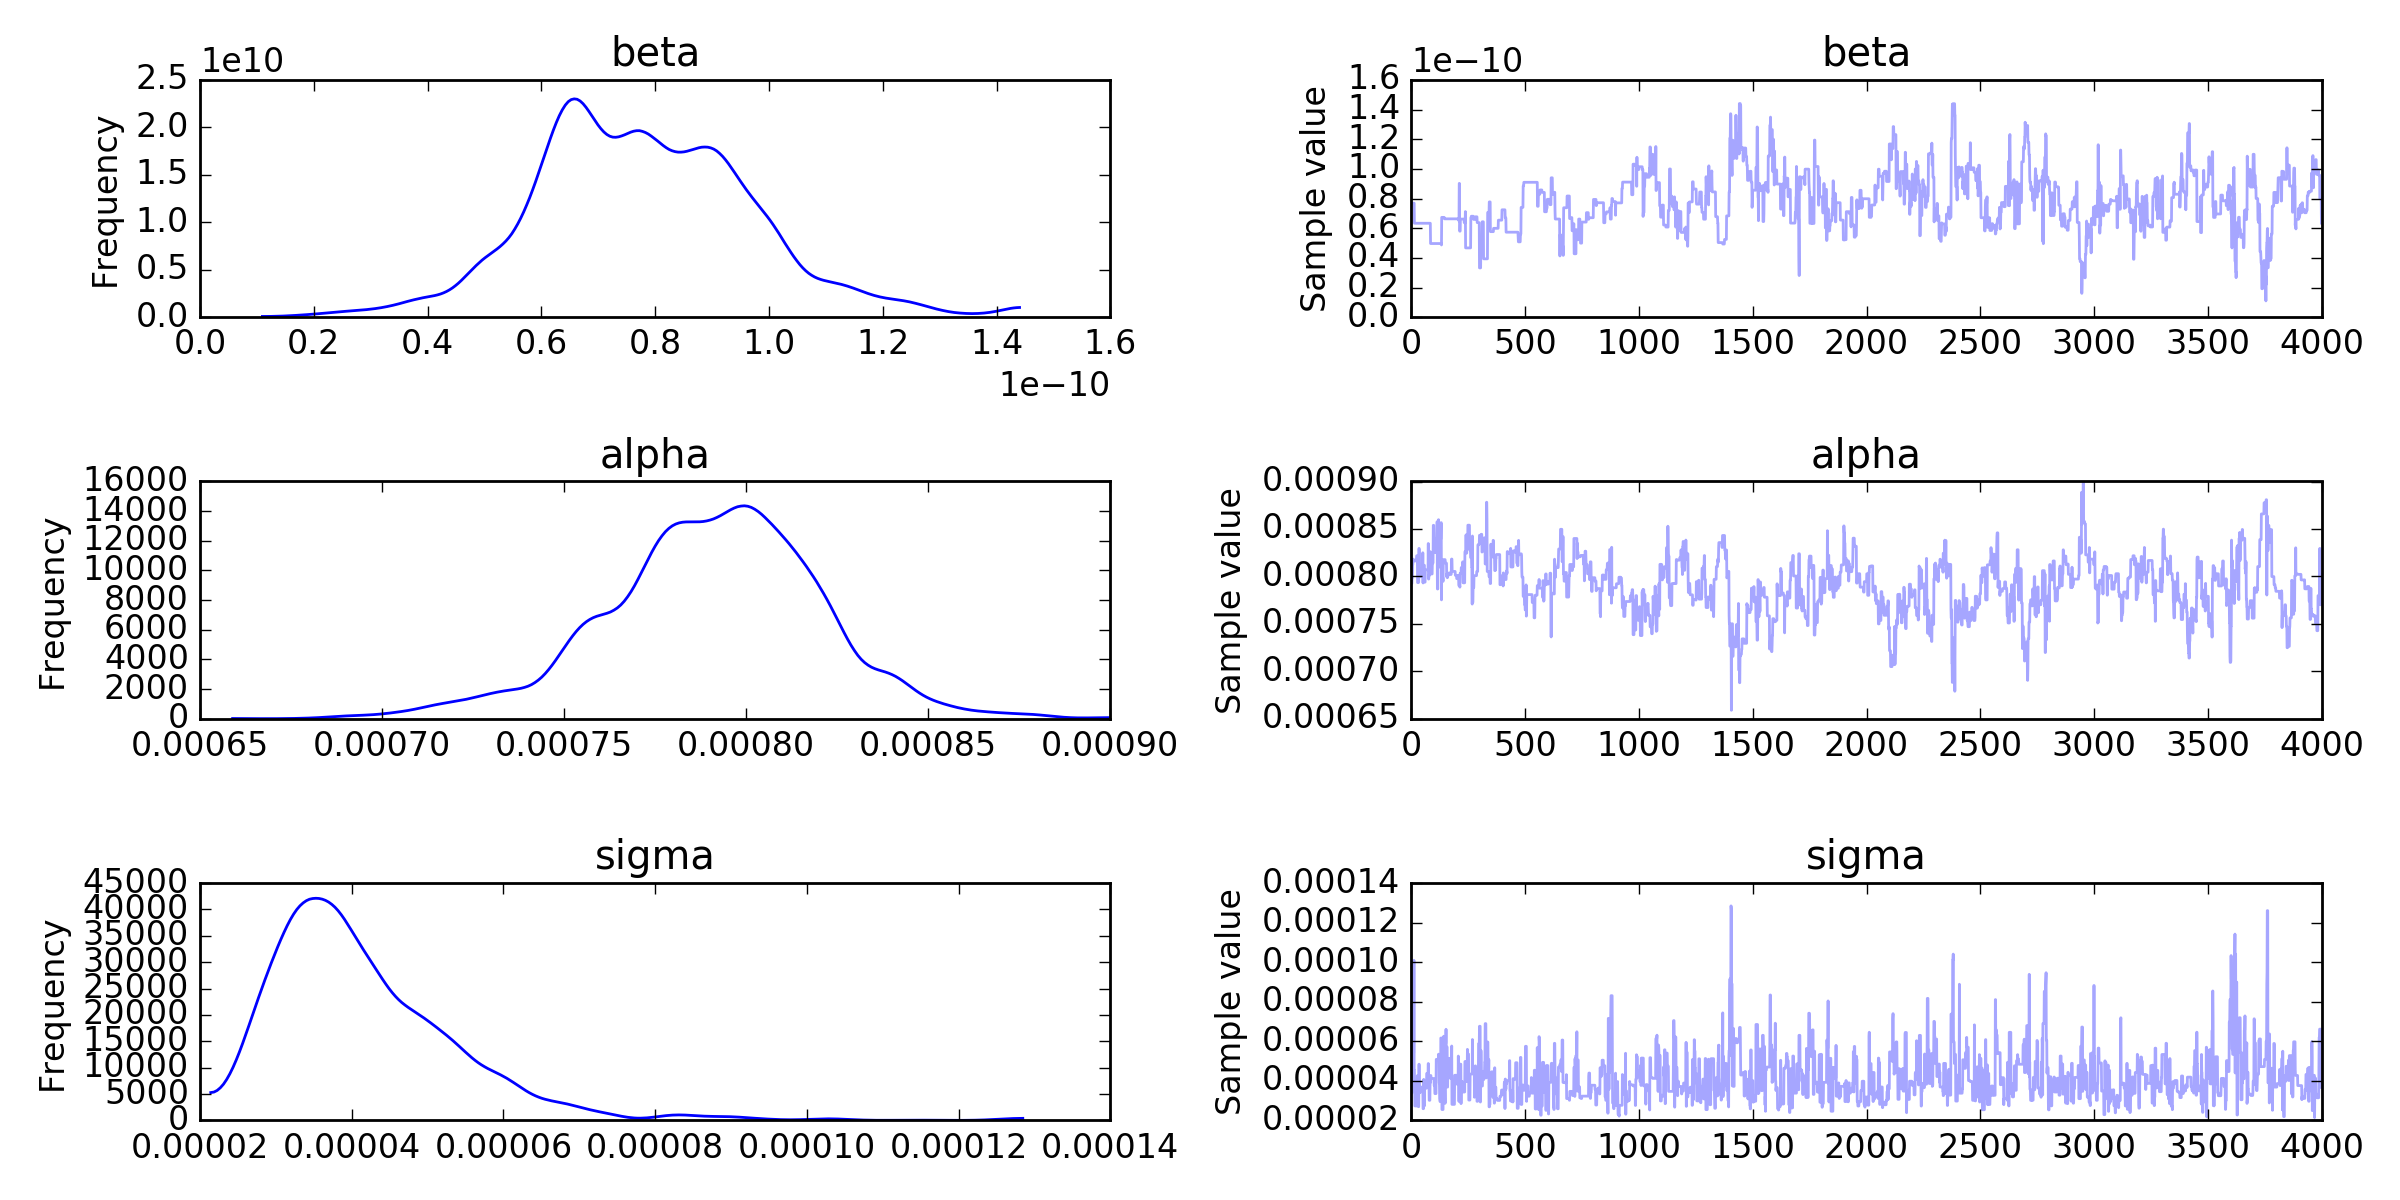 beta
1e10
Frequency
2.5
2.0
1.5
1.0
0.5
0.0
0.0 0.2 0.4 0.6 0.8 1.0 1.2 1.4 1.6
1e−10
beta
1e−10
Sample value
1.6
1.4
1.2
1.0
0.8
0.6
0.4
0.2
0.0
0 500 1000 1500 2000 2500 3000 3500 4000
alpha
Frequency
16000
14000
12000
10000
8000
6000
4000
2000
0
0.00065 0.00070 0.00075 0.00080 0.00085 0.00090
alpha
Sample value
0.00090
0.00085
0.00080
0.00075
0.00070
0.00065
0 500 1000 1500 2000 2500 3000 3500 4000
sigma
Frequency
45000
40000
35000
30000
25000
20000
15000
10000
5000
0
0.00002 0.00004 0.00006 0.00008 0.00010 0.00012 0.00014
sigma
Sample value
0.00014
0.00012
0.00010
0.00008
0.00006
0.00004
0.00002
0 500 1000 1500 2000 2500 3000 3500 4000